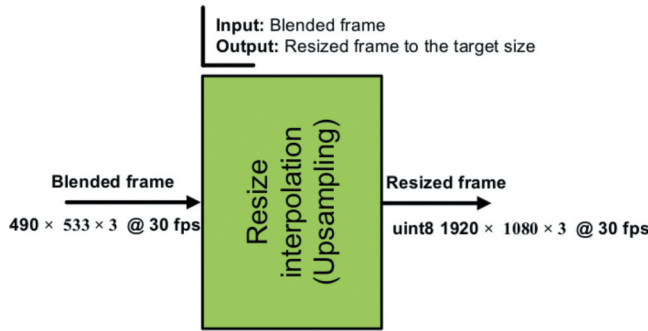 Input: Blended frame
Output: Resized frame to the target size
Blended frame
490 × 533 × 3 @ 30 fps
Resize
interpolation
(Upsampling)
Resized frame
uint8 1920 × 1080 × 3 @ 30 fps